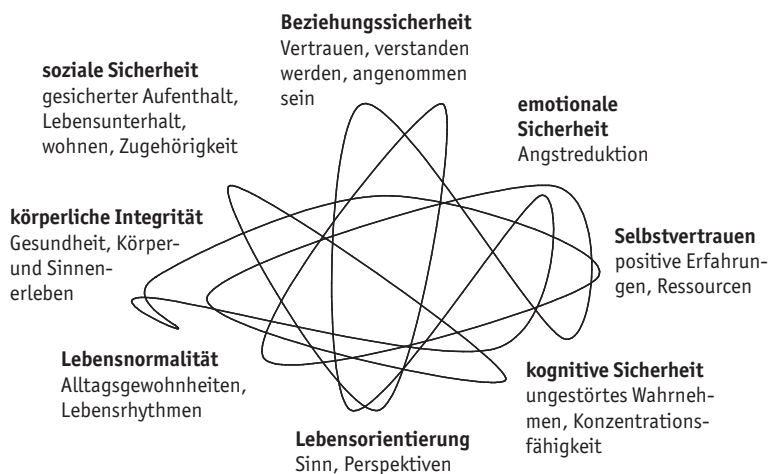 Beziehungssicherheit
Vertrauen, verstanden
werden, angenommen
sein
soziale Sicherheit
gesicherter Aufenthalt,
Lebensunterhalt,
wohnen, Zugehörigkeit
emotionale
Sicherheit
Angstreduktion
körperliche Integrität
Gesundheit, Körper-
und Sinnen-
erleben
Selbstvertrauen
positive Erfahrun-
gen, Ressourcen
Lebensnormalität
Alltagsgewohnheiten,
Lebensrhythmen
kognitive Sicherheit
ungestörtes Wahrneh-
men, Konzentrations-
fähigkeit
Lebensorientierung
Sinn, Perspektiven